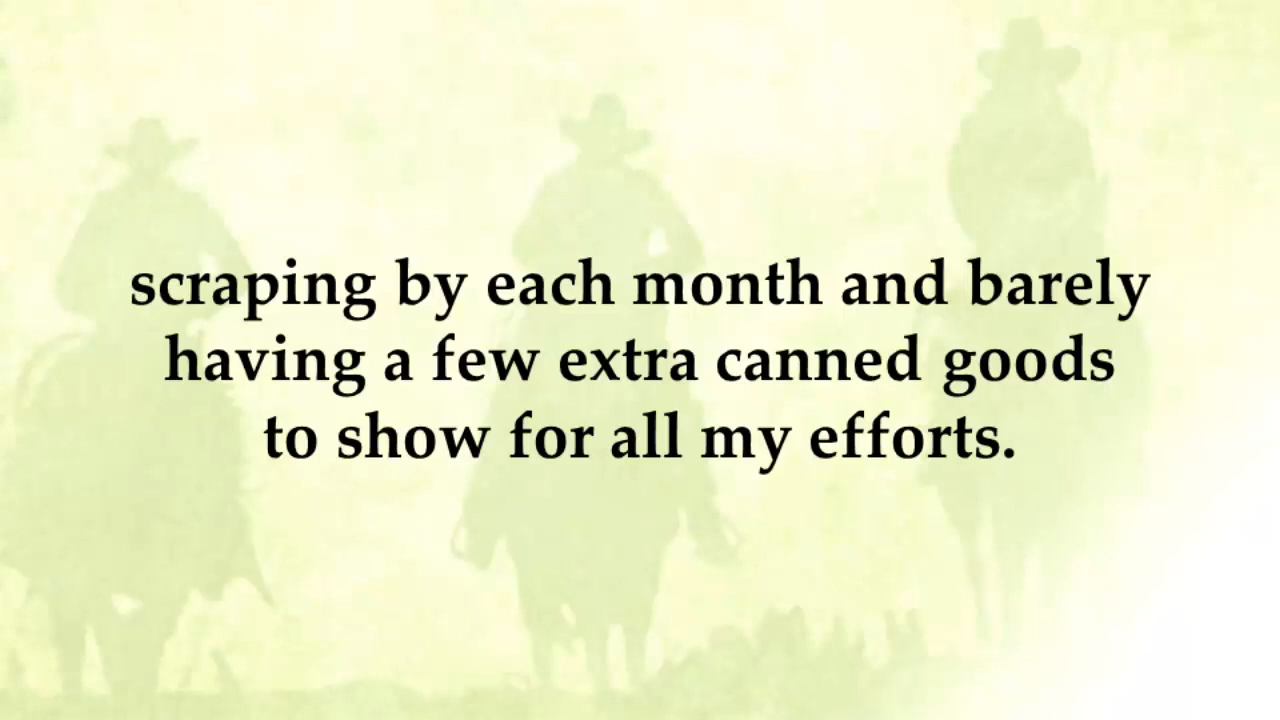 scraping by each month and barely
having a few extra canned goods
to show for all my efforts.